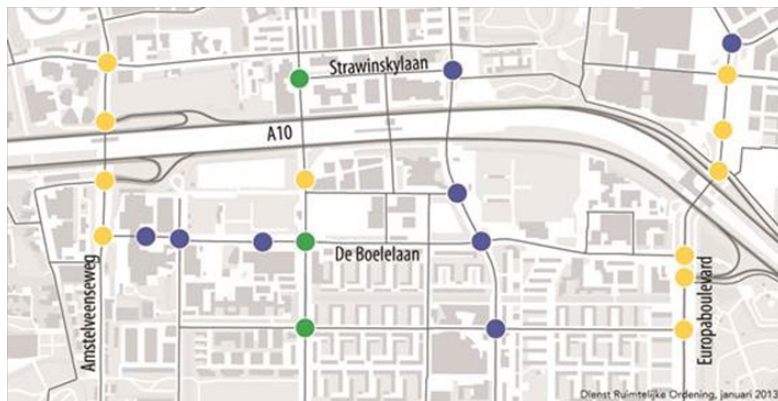 Strawinskylaan
A10
De Boelelaan
Amstelveenseweg
Europaboulevard
Dienst Ruimtelijke Ordening, januari 2013